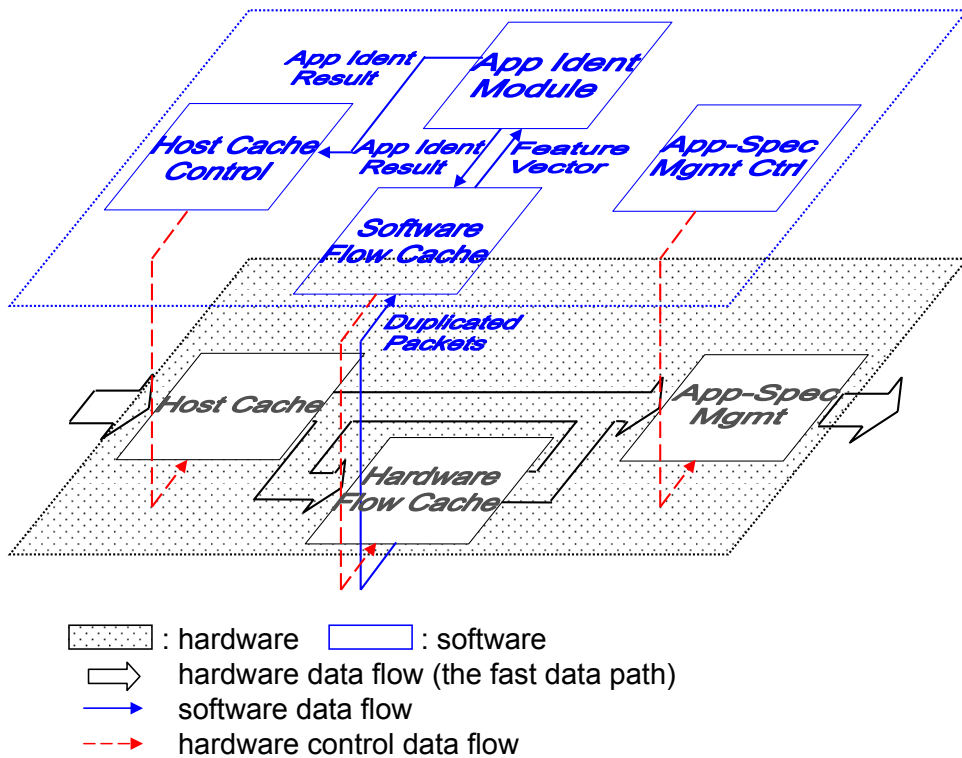 App Ident
Result
App Ident
Module
Host Cache
Control
App Ident
Result
Feature
Vector
App-Spec
Mgmt Ctrl
Software
Flow Cache
Duplicated
Packets
Host Cache
App-Spec
Mgmt
Hardware
Flow Cache
: hardware
: software
hardware data flow (the fast data path)
software data flow
hardware control data flow